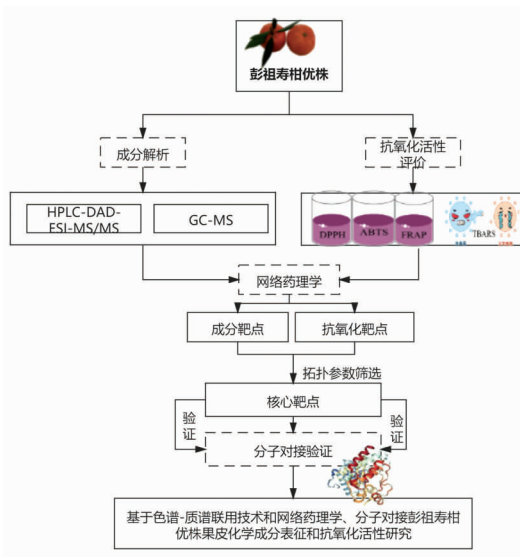 彭祖寿柑优株
成分解析
抗氧化活性
评价
HPLC-DAD-
ESI-MS/MS
GC-MS
DPPH
ABTS
FRAP
TBARS
网络药理学
成分靶点
抗氧化靶点
拓扑参数筛选
核心靶点
验证
验证
分子对接验证
基于色谱-质谱联用技术和网络药理学、分子对接彭祖寿柑
优株果皮化学成分表征和抗氧化活性研究